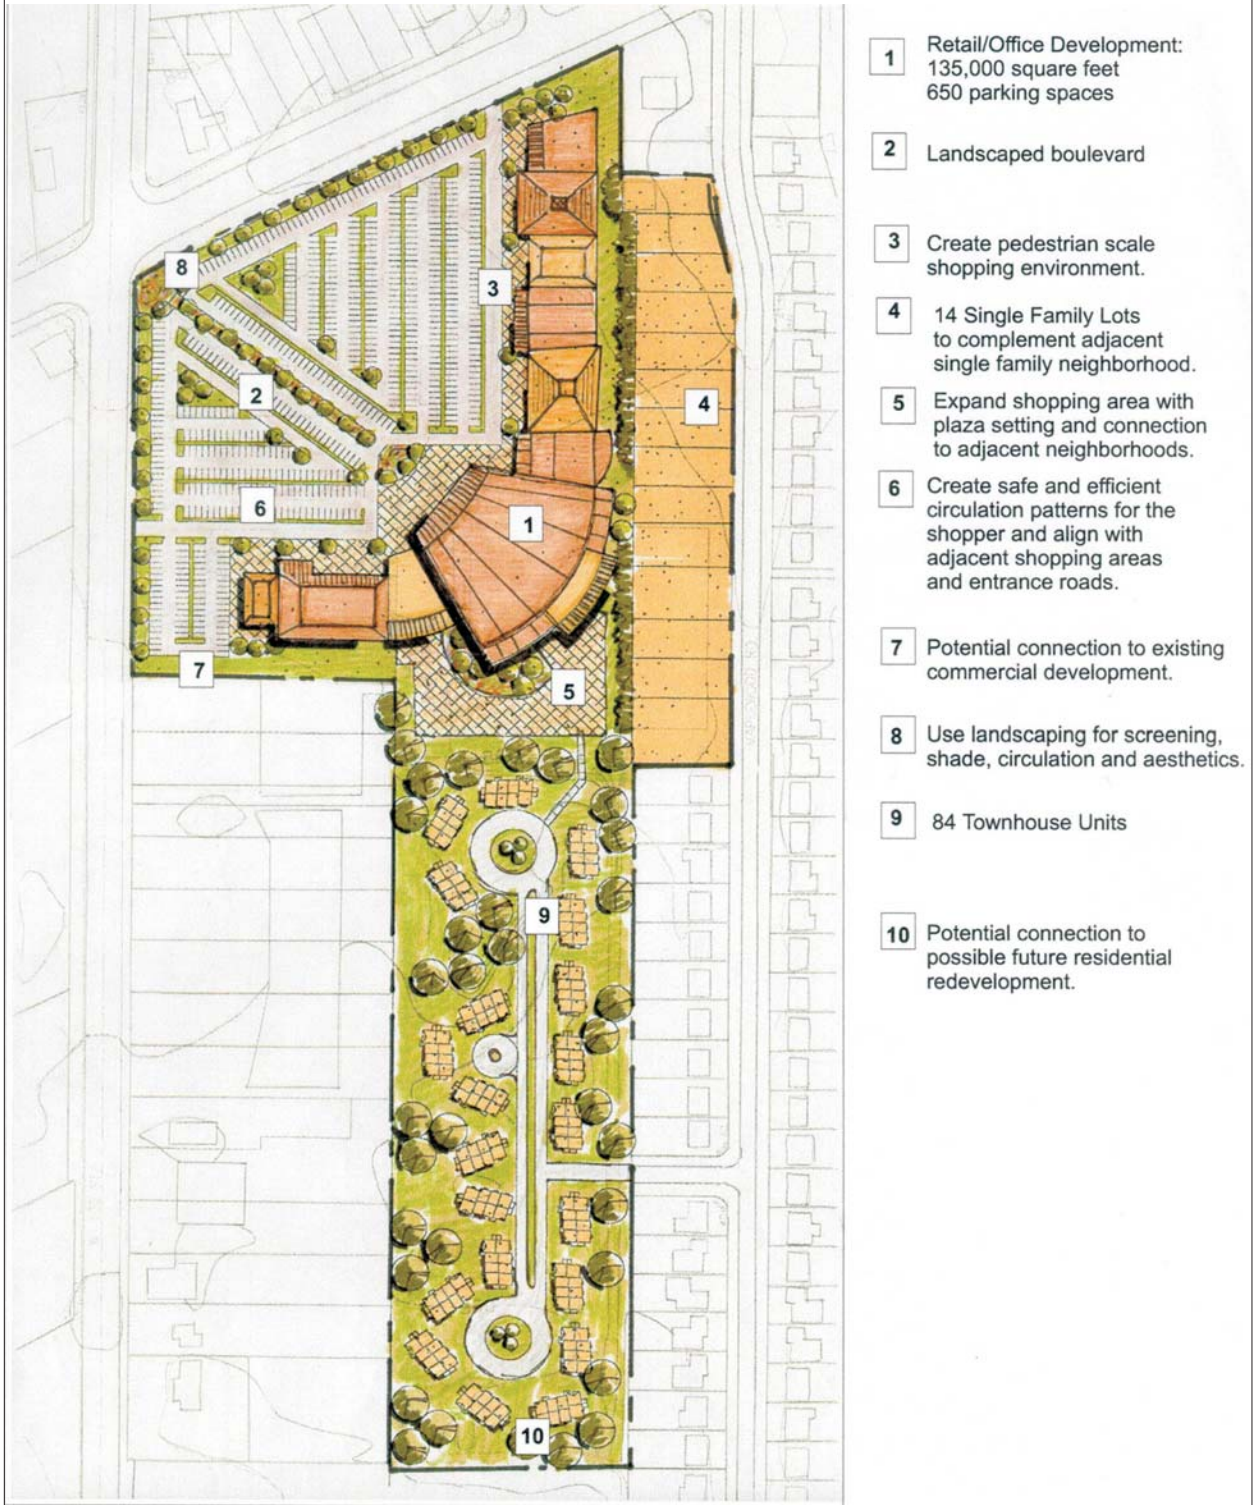 1
Retail/Office Development:
135,000 square feet
650 parking spaces
2
Landscaped boulevard
3
Create pedestrian scale
shopping environment.
4
14 Single Family Lots
to complement adjacent
single family neighborhood.
5
Expand shopping area with
plaza setting and connection
to adjacent neighborhoods.
6
Create safe and efficient
circulation patterns for the
shopper and align with
adjacent shopping areas
and entrance roads.
7
Potential connection to existing
commercial development.
8
Use landscaping for screening,
shade, circulation and aesthetics.
9
84 Townhouse Units
10
Potential connection to
possible future residential
redevelopment.
8
3
2
4
6
1
7
5
9
10